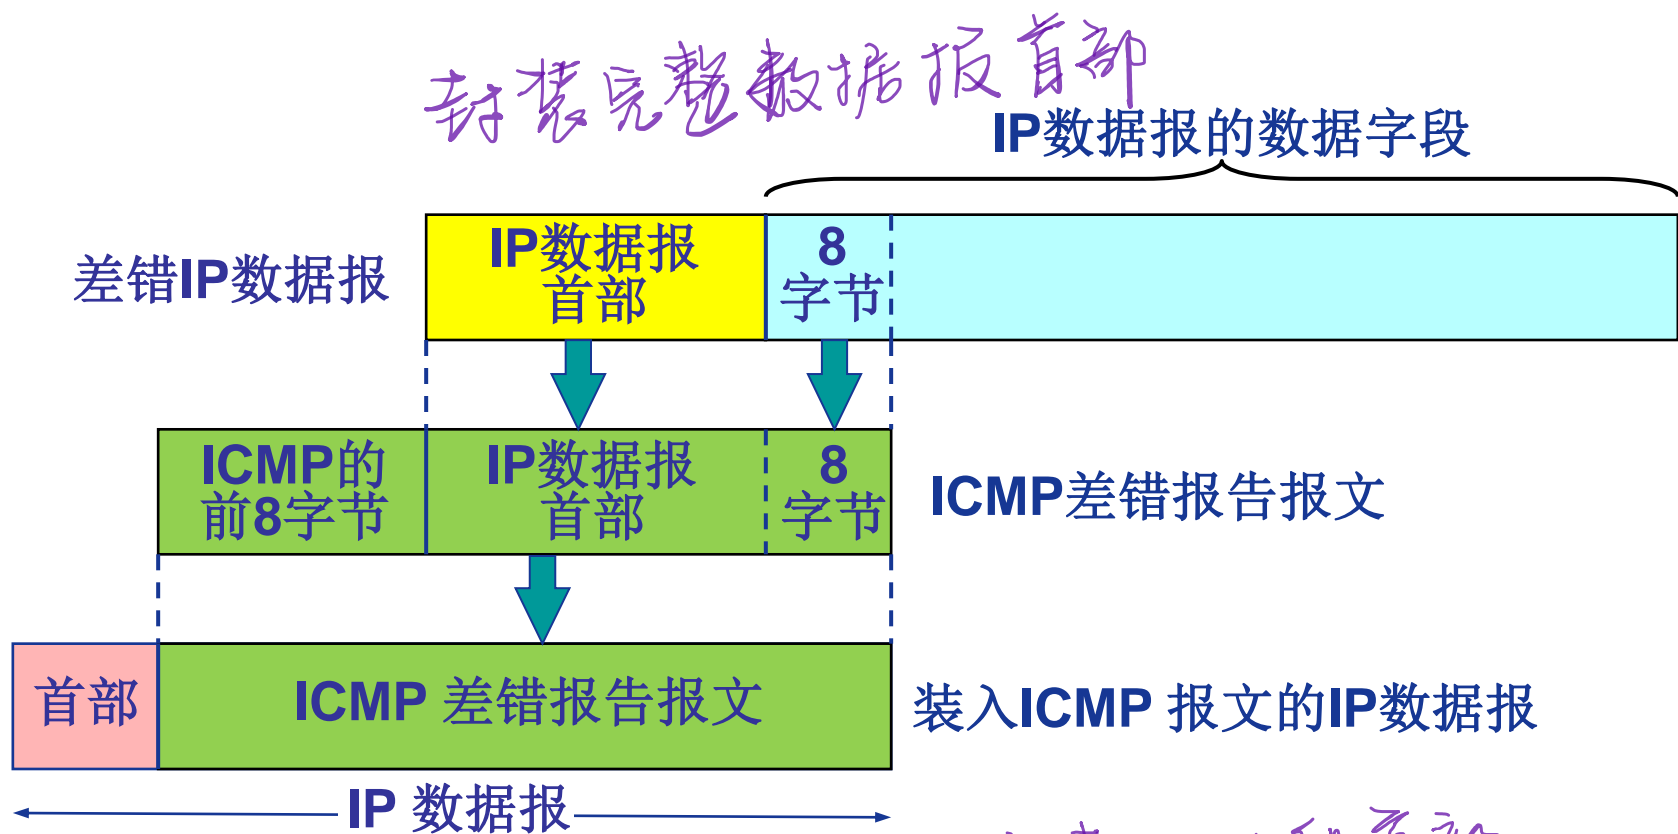 封装完整数据报首部
IP数据报的数据字段
差错IP数据报
IP数据报
首部
8
字节
ICMP的
前8字节
IP数据报
首部
8
字节
ICMP差错报告报文
首部
ICMP 差错报告报文
装入ICMP 报文的IP数据报
IP 数据报